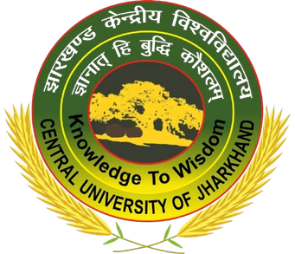 झारखण्ड केन्द्रीय विश्वविद्यालय
ज्ञानात् हि बुद्धि कौशलम्
Knowledge To Wisdom
CENTRAL UNIVERSITY OF JHARKHAND